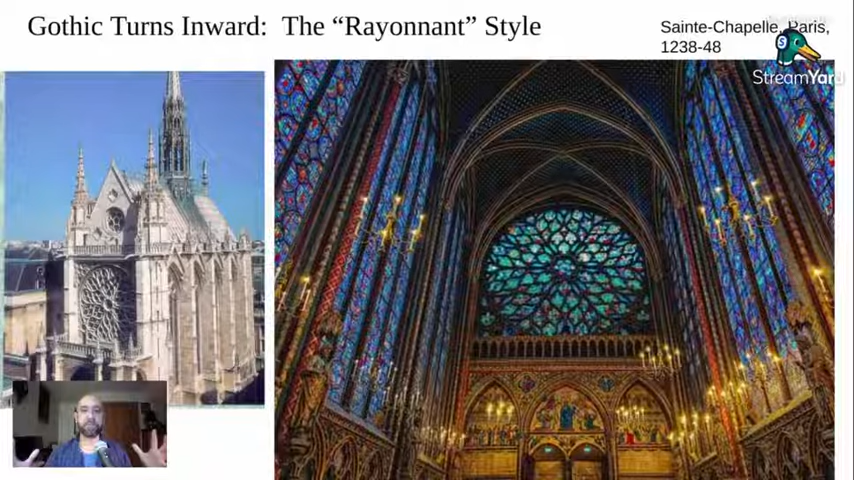 Gothic Turns Inward: The “Rayonnant” Style
Sainte-Chapelle, Paris,
1238-48
StreamYard